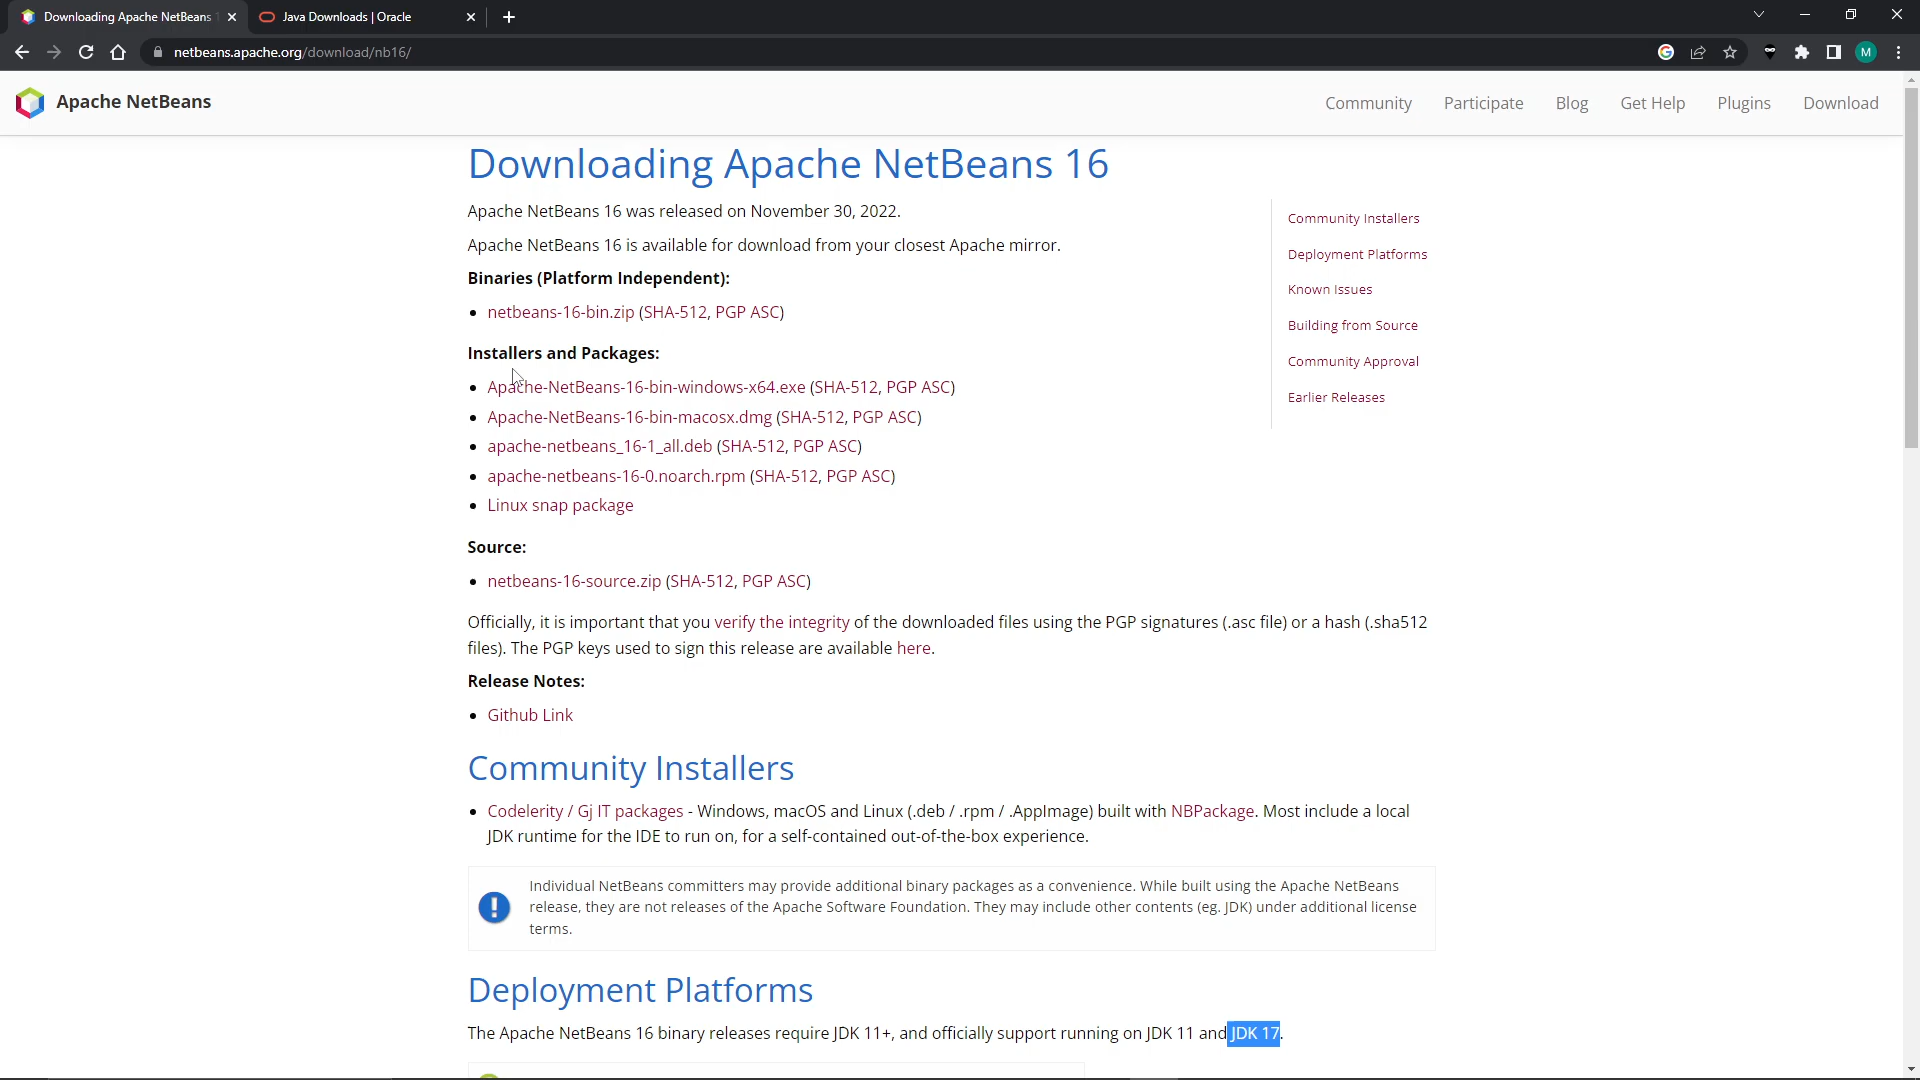 Downloading Apache NetBeans
Java Downloads | Oracle
netbeans.apache.org/download/nb16/
M
Apache NetBeans
Community
Participate
Blog
Get Help
Plugins
Download
Downloading Apache NetBeans 16
Apache NetBeans 16 was released on November 30, 2022.
Apache NetBeans 16 is available for download from your closest Apache mirror.
Binaries (Platform Independent):
netbeans-16-bin.zip (SHA-512, PGP ASC)
Installers and Packages:
Apache-NetBeans-16-bin-windows-x64.exe (SHA-512, PGP ASC)
Apache-NetBeans-16-bin-macosx.dmg (SHA-512, PGP ASC)
apache-netbeans_16-1_all.deb (SHA-512, PGP ASC)
apache-netbeans-16-0.noarch.rpm (SHA-512, PGP ASC)
Linux snap package
Source:
netbeans-16-source.zip (SHA-512, PGP ASC)
Officially, it is important that you verify the integrity of the downloaded files using the PGP signatures (.asc file) or a hash (.sha512
files). The PGP keys used to sign this release are available here.
Release Notes:
Github Link
Community Installers
Codelerity / Gj IT packages - Windows, macOS and Linux (.deb / .rpm / .AppImage) built with NBPackage. Most include a local
JDK runtime for the IDE to run on, for a self-contained out-of-the-box experience.
Individual NetBeans committers may provide additional binary packages as a convenience. While built using the Apache NetBeans
release, they are not releases of the Apache Software Foundation. They may include other contents (eg. JDK) under additional license
terms.
Deployment Platforms
The Apache NetBeans 16 binary releases require JDK 11+, and officially support running on JDK 11 and JDK 17.
Community Installers
Deployment Platforms
Known Issues
Building from Source
Community Approval
Earlier Releases